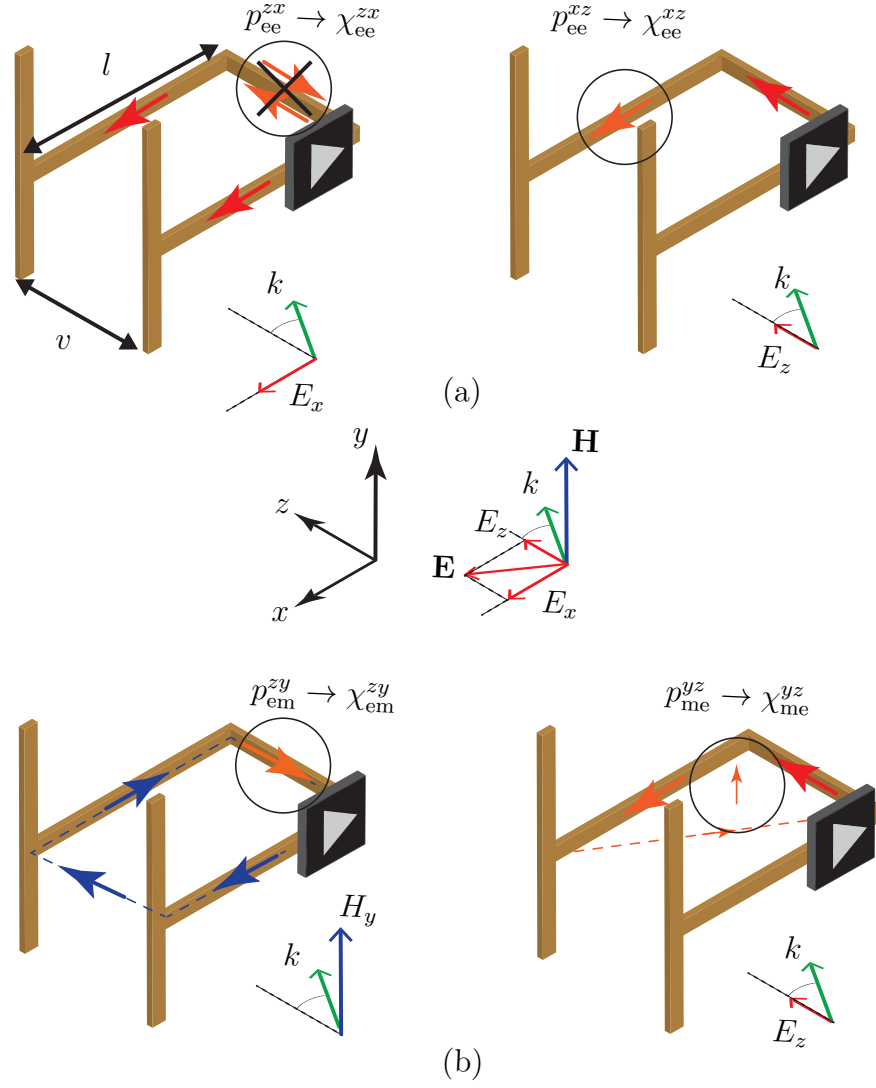 p_ee^zx → χ_ee^zx
p_ee^xz → χ_ee^xz
l
v
k
E_x
k
E_z
(a)
y
z
x
H
k
E_z
E
E_x
p_em^zy → χ_em^zy
p_me^yz → χ_me^yz
H_y
k
k
E_z
(b)